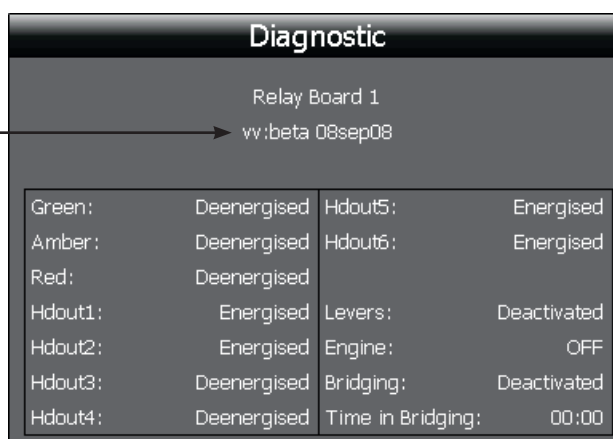 Diagnostic
Relay Board 1
vv:beta 08sep08
Green: Deenergised Hdout5: Energised
Amber: Deenergised Hdout6: Energised
Red: Deenergised
Hdout1: Energised Levers: Deactivated
Hdout2: Energised Engine: OFF
Hdout3: Deenergised Bridging: Deactivated
Hdout4: Deenergised Time in Bridging: 00:00